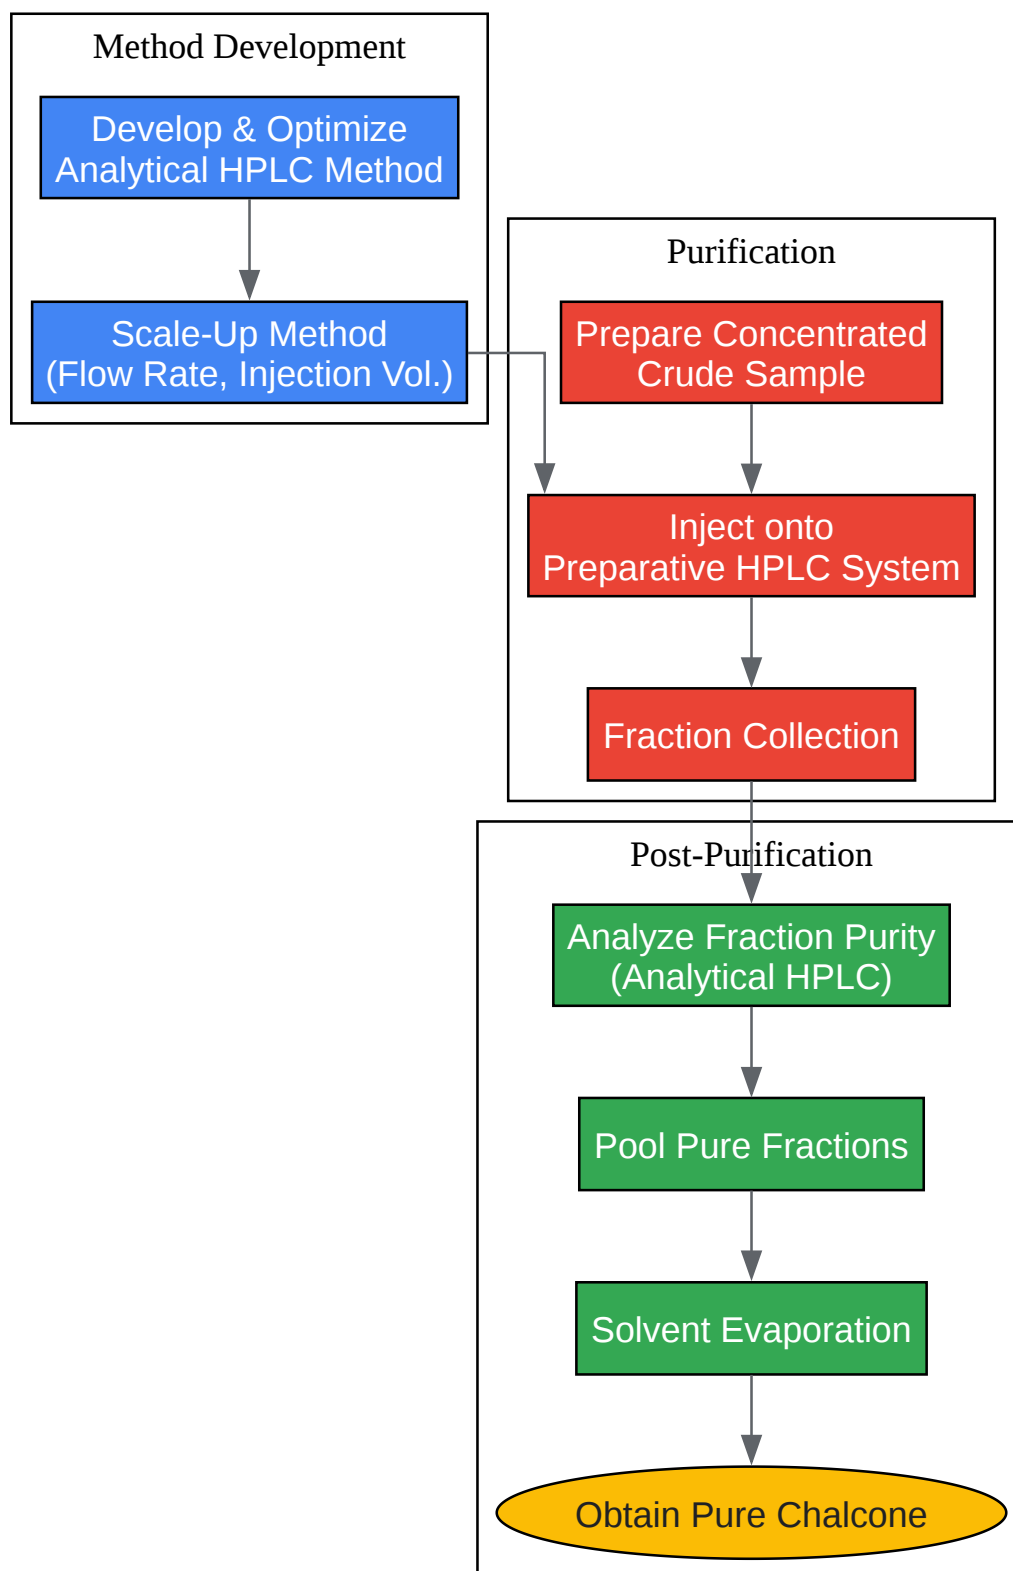 Method Development
Develop & Optimize
Analytical HPLC Method
Scale-Up Method
(Flow Rate, Injection Vol.)
Purification
Prepare Concentrated
Crude Sample
Inject onto
Preparative HPLC System
Fraction Collection
Post-Purification
Analyze Fraction Purity
(Analytical HPLC)
Pool Pure Fractions
Solvent Evaporation
Obtain Pure Chalcone